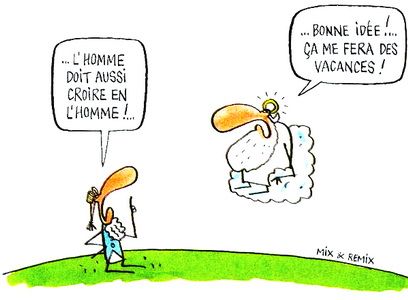 ... L'HOMME
DOIT AUSSI
CROIRE EN
L'HOMME !...
... BONNE IDÉE !...
ÇA ME FERA DES
VACANCES !
MIX & REMIX